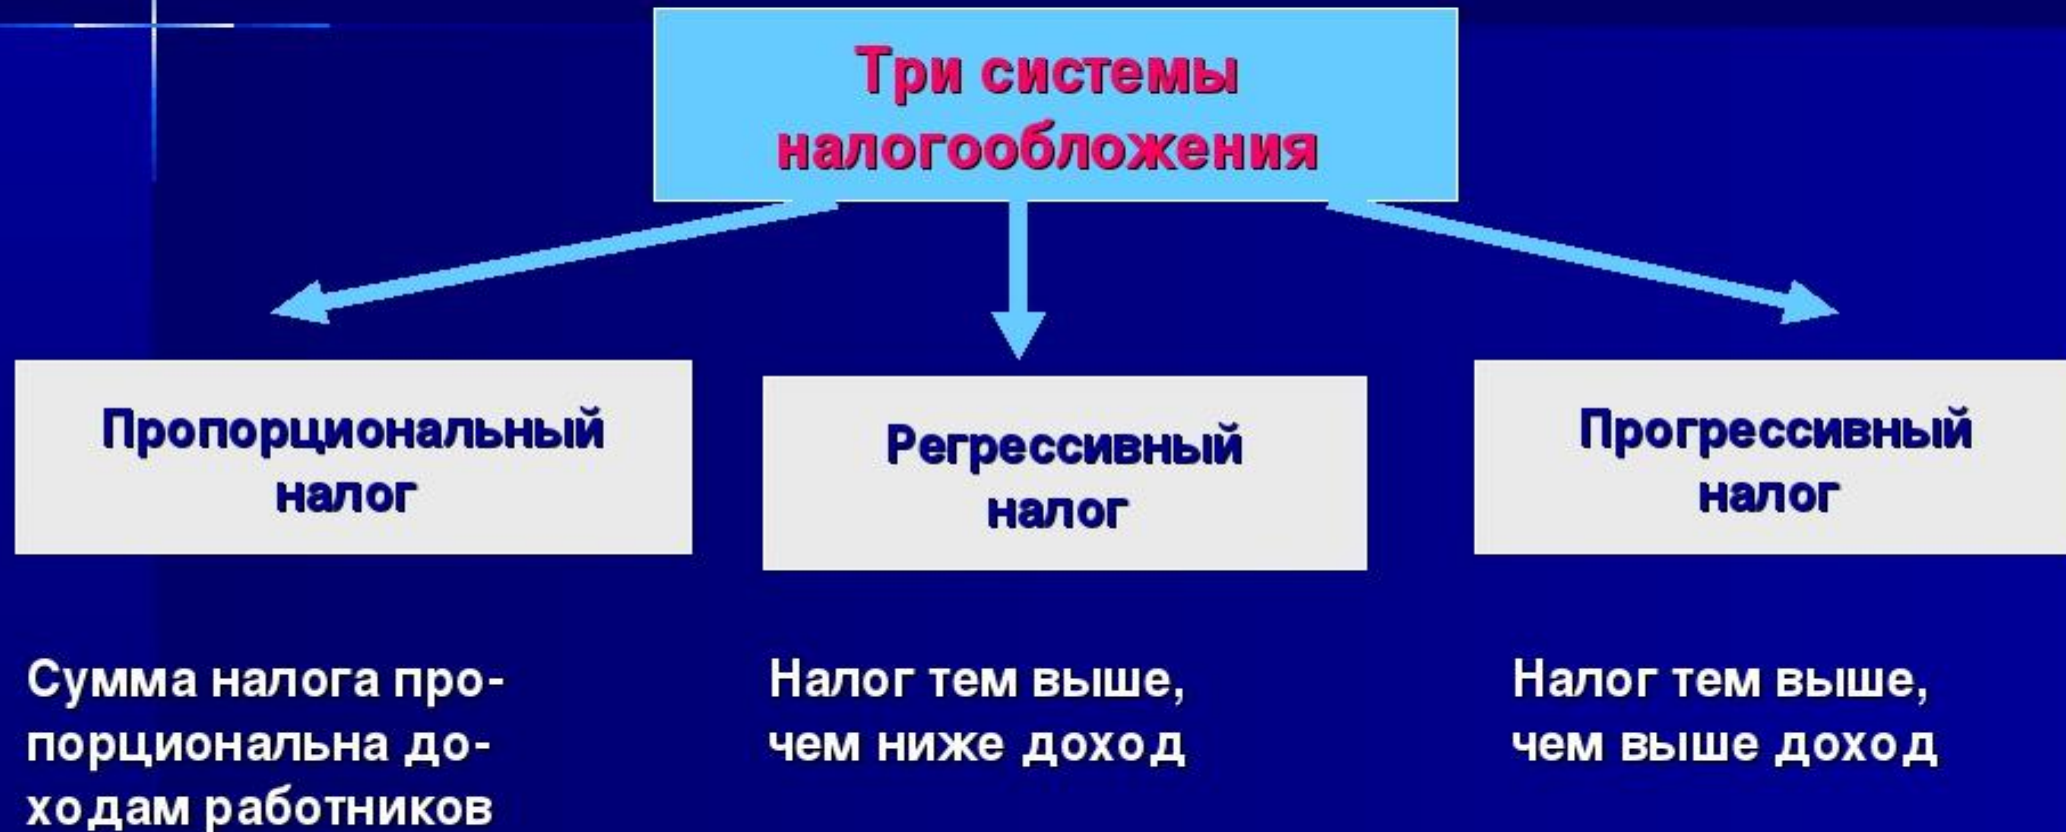 Три системы
налогообложения
Пропорциональный
налог
Регрессивный
налог
Прогрессивный
налог
Сумма налога про-
порциональна до-
ходам работников
Налог тем выше,
чем ниже доход
Налог тем выше,
чем выше доход